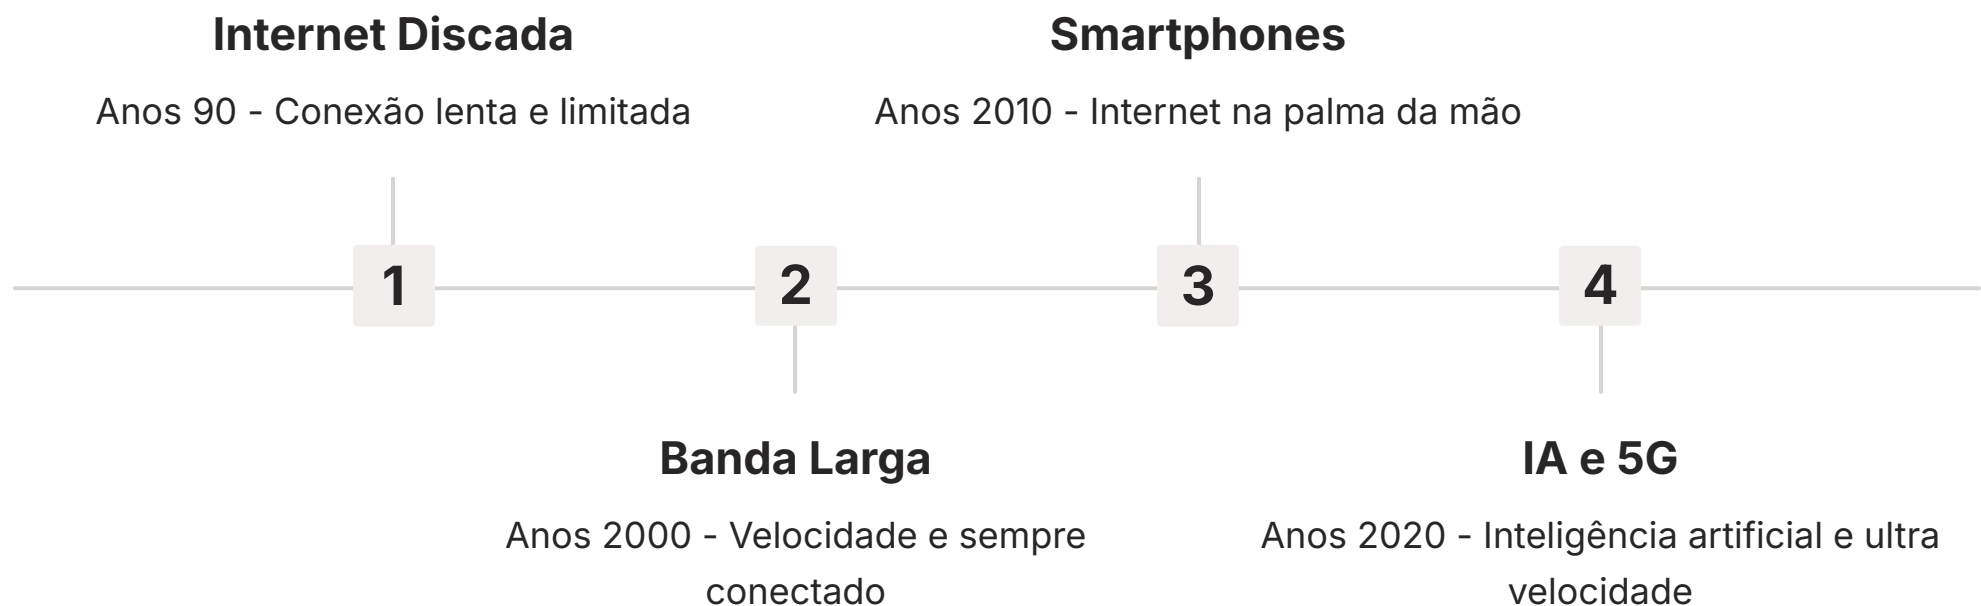 Internet Discada
Anos 90 - Conexão lenta e limitada
1
Banda Larga
Anos 2000 - Velocidade e sempre
conectado
2
Smartphones
Anos 2010 - Internet na palma da mão
3
IA e 5G
Anos 2020 - Inteligência artificial e ultra
velocidade
4